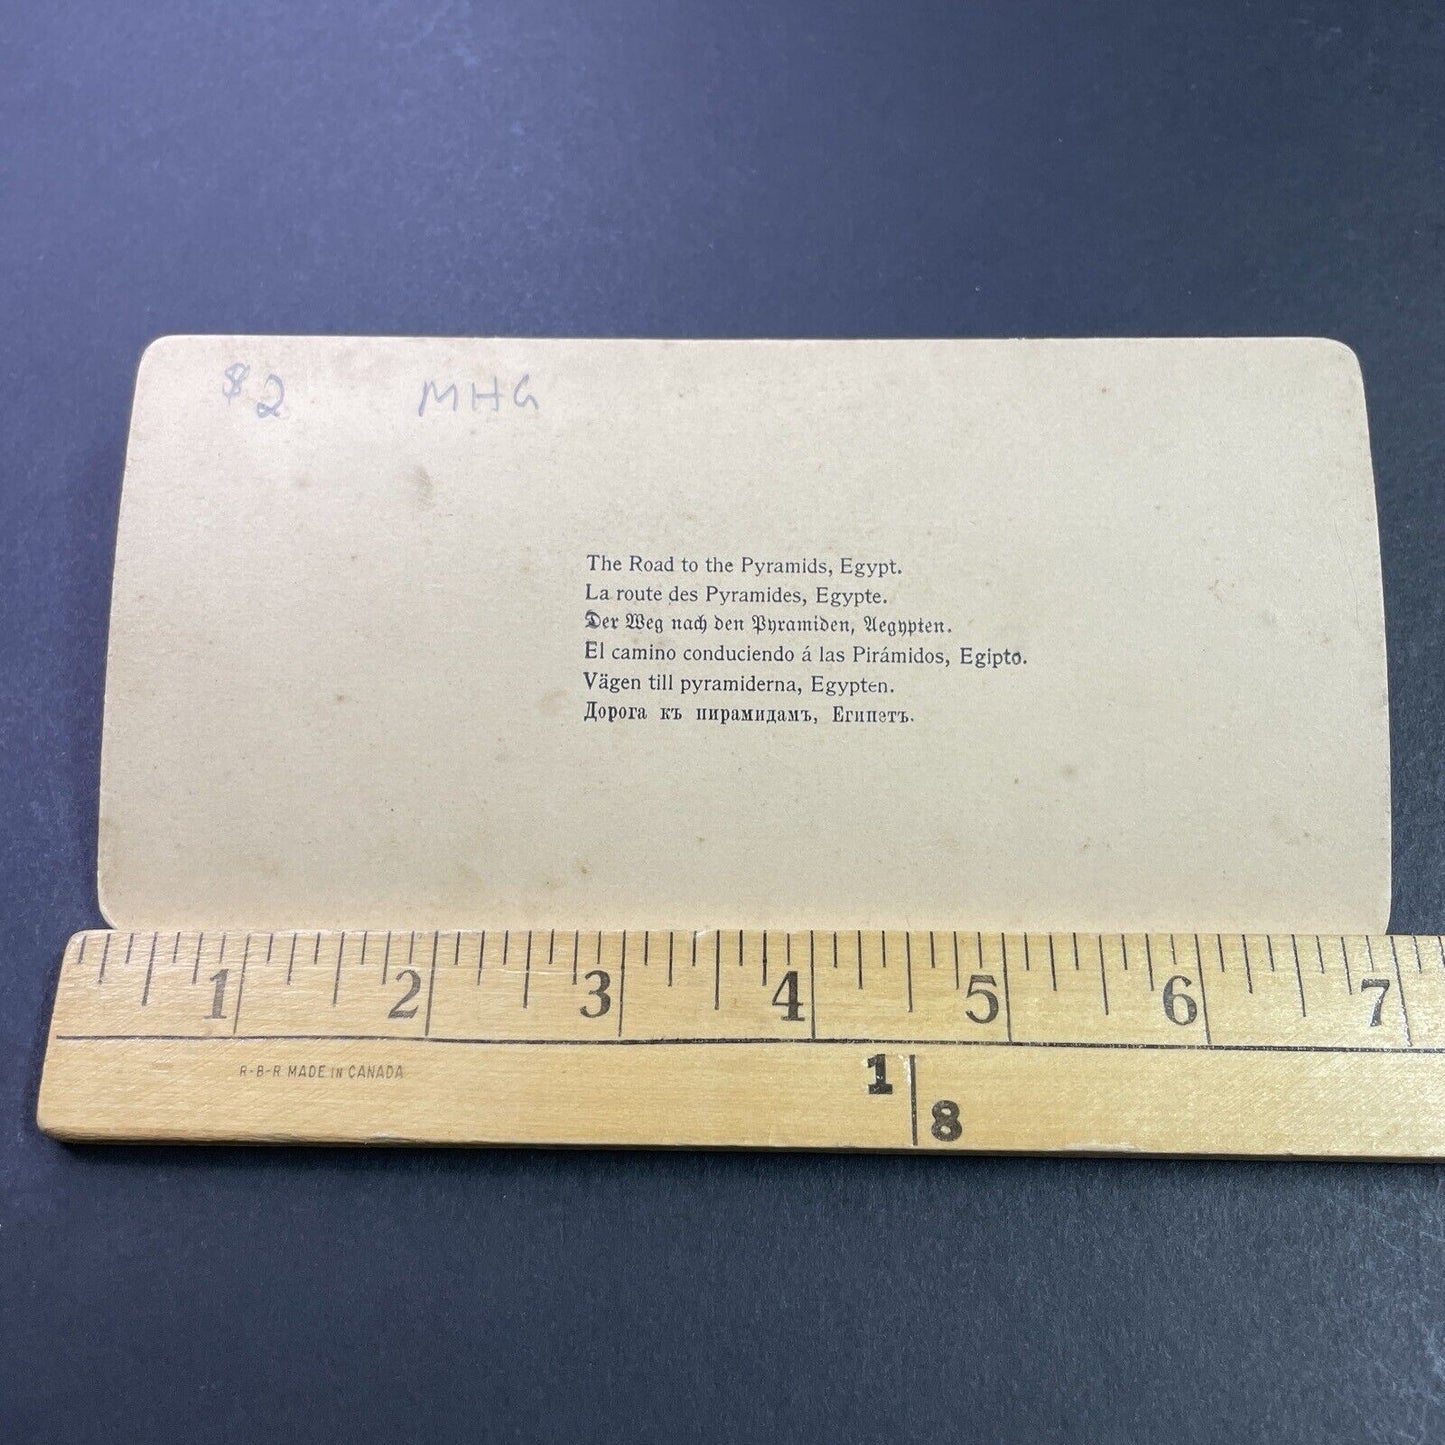 $2 MHG
The Road to the Pyramids, Egypt.
La route des Pyramides, Egypte.
Der Weg nach den Pyramiden, Aegypten.
El camino conduciendo á las Pirámidos, Egipto.
Vägen till pyramiderna, Egypten.
Дорога къ пирамидамъ, Египетъ.
1 2 3 4 5 6 7
R-B-R MADE IN CANADA
1 8